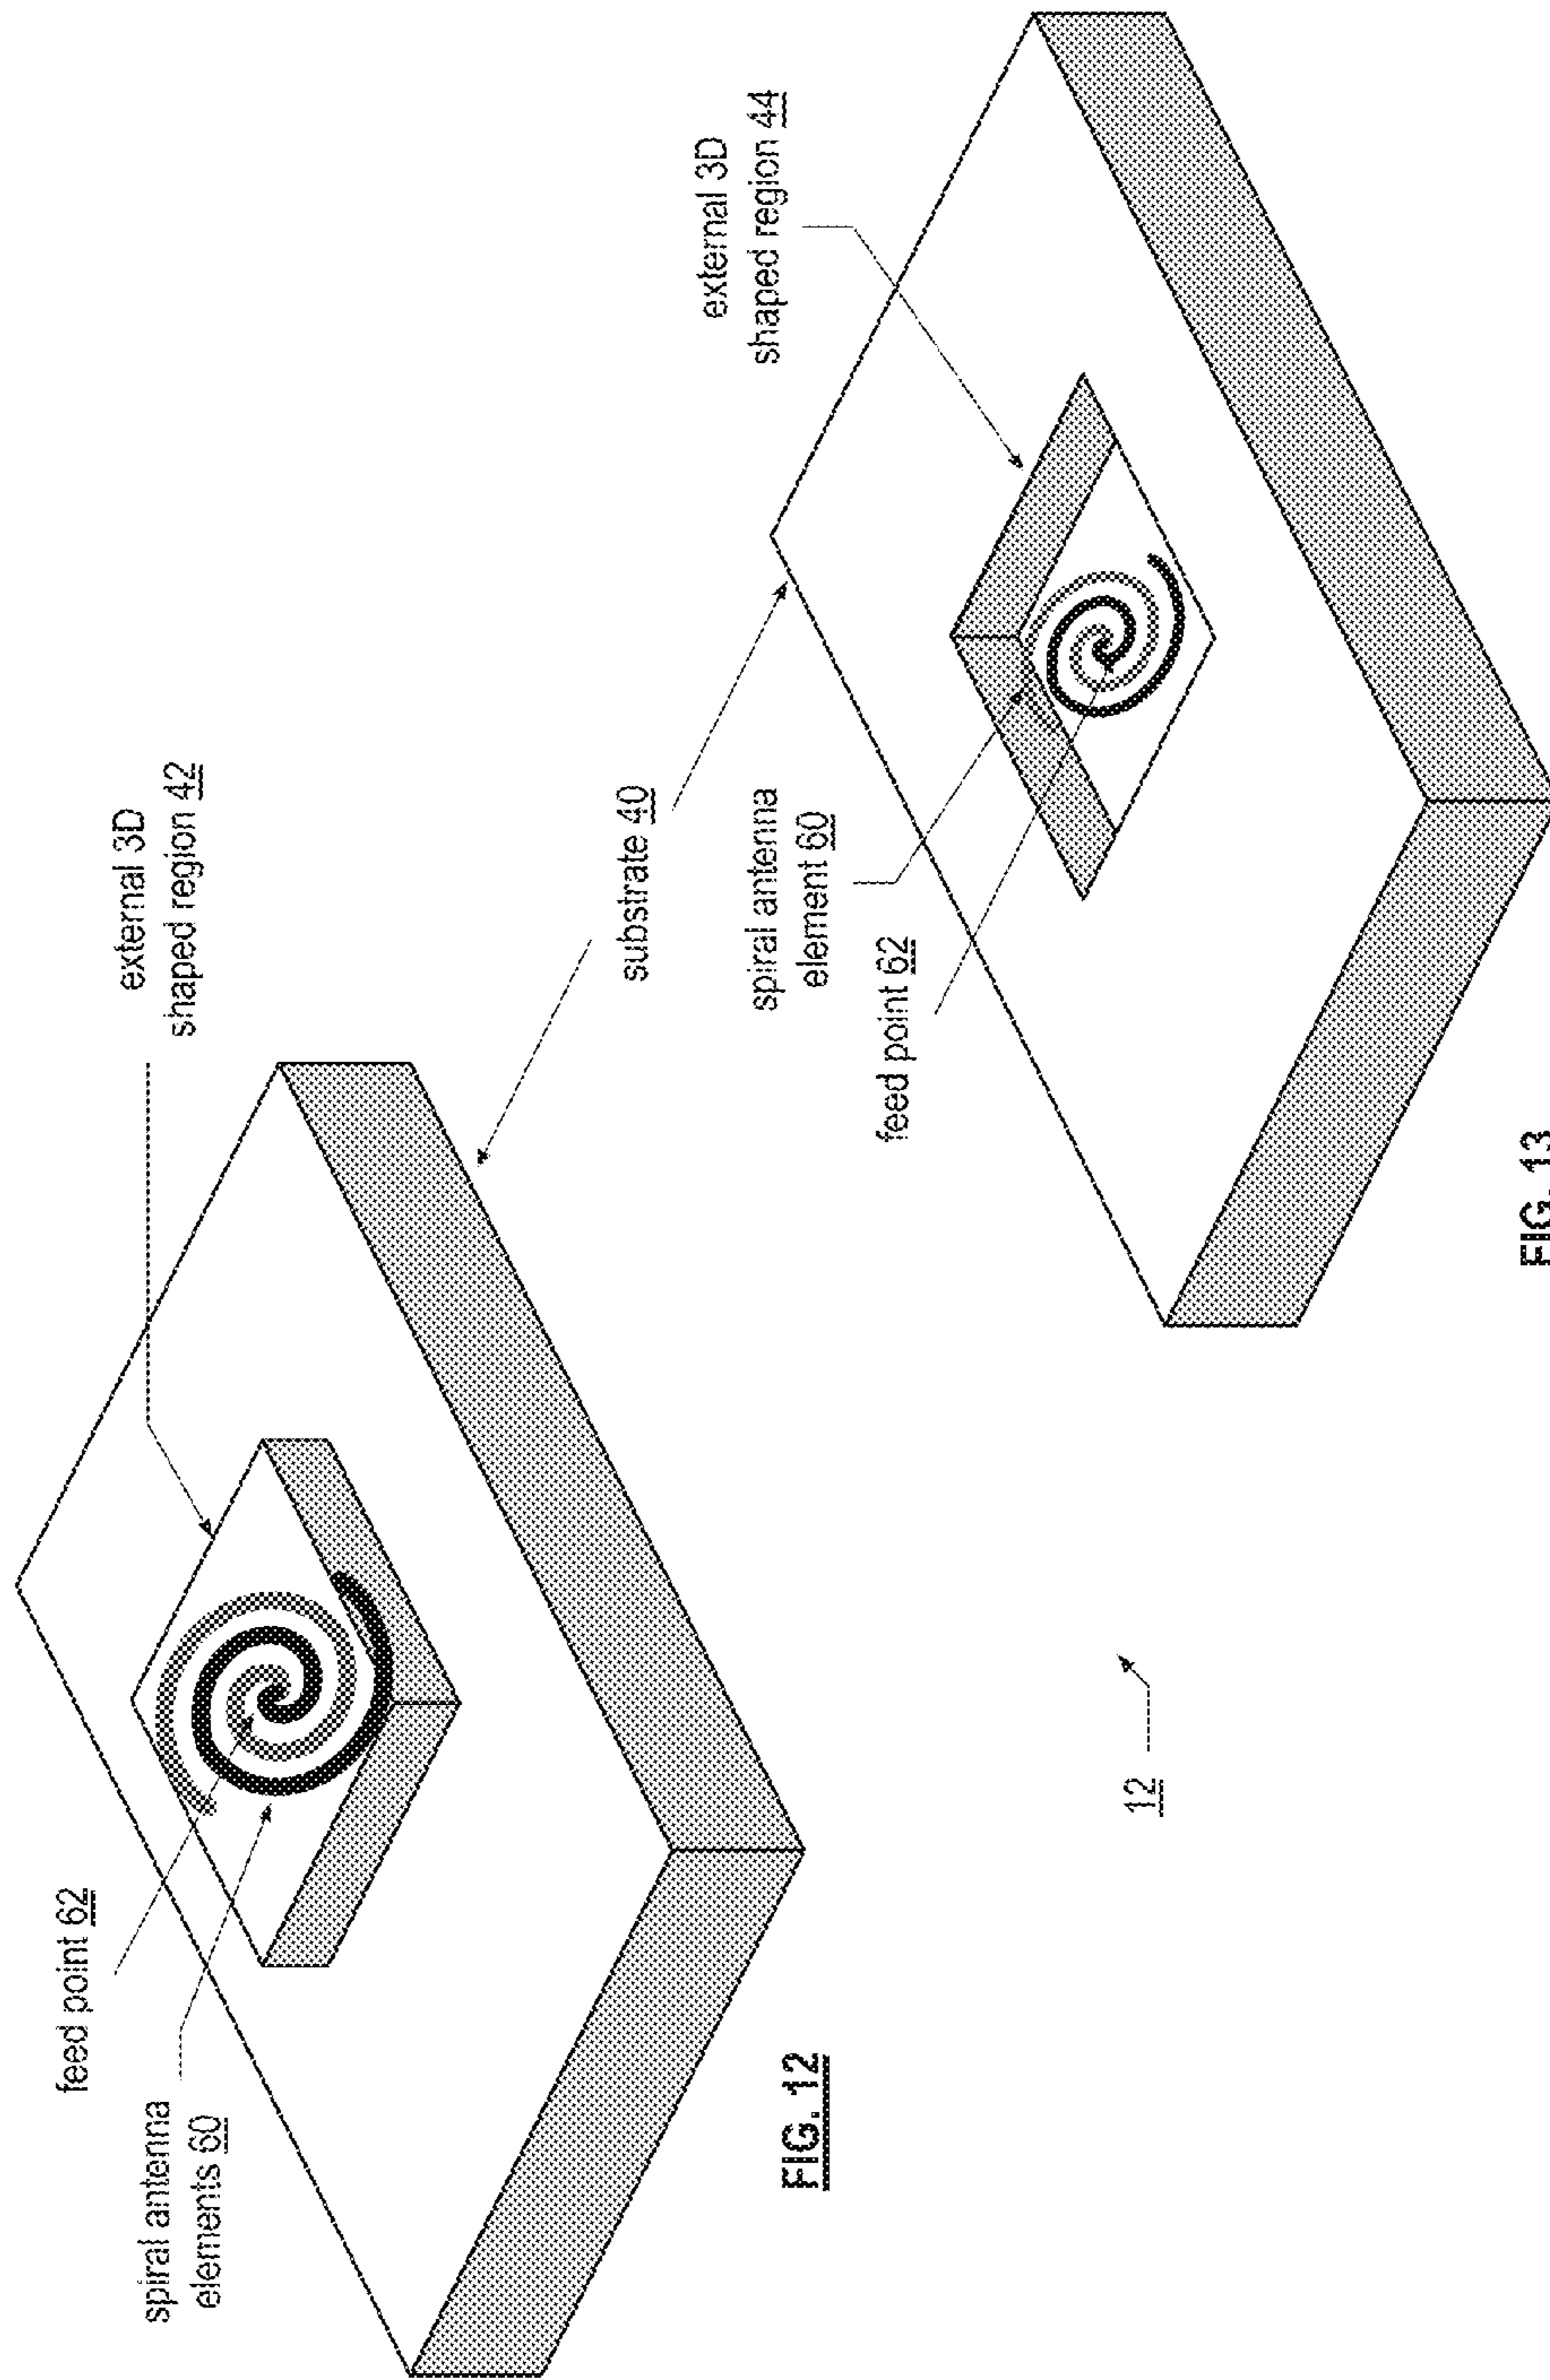 external 3D
shaped region 42
feed point 62
spiral antenna
elements 60
substrate 40
FIG. 12
external 3D
shaped region 44
spiral antenna
element 60
feed point 62
12
FIG. 13